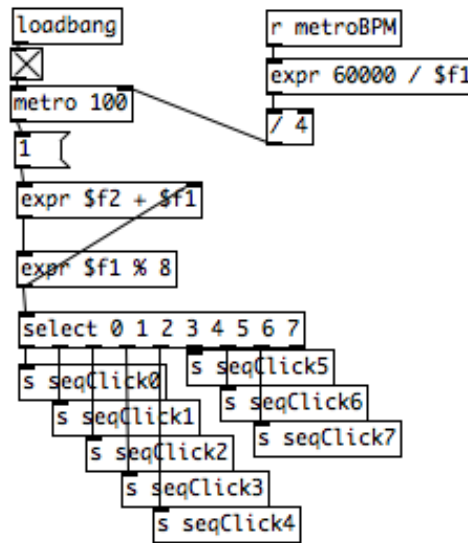 loadbang
r metroBPM
expr 60000 / $f1
metro 100
/ 4
1
expr $f2 + $f1
expr $f1 % 8
select 0 1 2 3 4 5 6 7
s seqClick0
s seqClick5
s seqClick1
s seqClick6
s seqClick2
s seqClick7
s seqClick3
s seqClick4